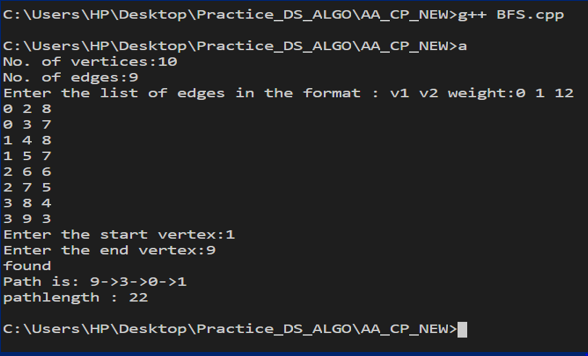 C:\Users\HP\Desktop\Practice_DS_ALGO\AA_CP_NEW>g++ BFS.cpp
C:\Users\HP\Desktop\Practice_DS_ALGO\AA_CP_NEW>a
No. of vertices:10
No. of edges:9
Enter the list of edges in the format : v1 v2 weight:0 1 12
0 2 8
0 3 7
1 4 8
1 5 7
2 6 6
2 7 5
3 8 4
3 9 3
Enter the start vertex:1
Enter the end vertex:9
found
Path is: 9->3->0->1
pathlength : 22
C:\Users\HP\Desktop\Practice_DS_ALGO\AA_CP_NEW>